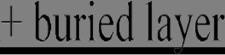 + buried layer